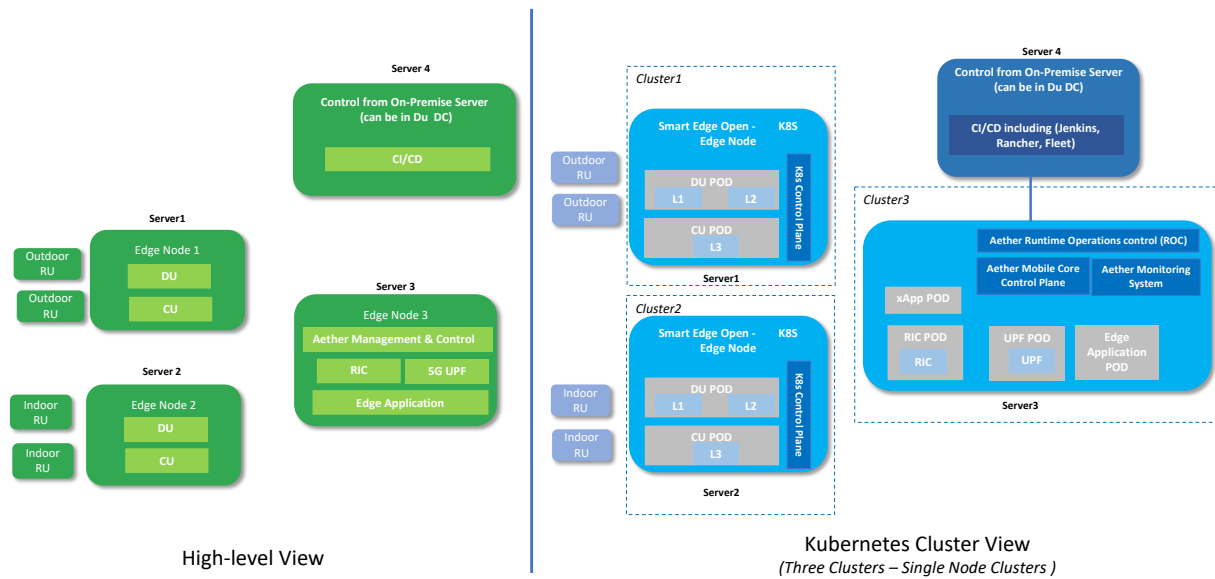 Server 4
Control from On-Premise Server
(can be in Du DC)
CI/CD
Server1
Edge Node 1
DU
CU
Outdoor
RU
Outdoor
RU
Server 2
Edge Node 2
DU
CU
Indoor
RU
Indoor
RU
Server 3
Edge Node 3
Aether Management & Control
RIC
5G UPF
Edge Application
High-level View
Cluster1
Smart Edge Open - K8S
Edge Node
DU POD
L1
L2
CU POD
L3
K8s Control Plane
Server1
Outdoor
RU
Outdoor
RU
Cluster2
Smart Edge Open - K8S
Edge Node
DU POD
L1
L2
CU POD
L3
K8s Control Plane
Server2
Indoor
RU
Indoor
RU
Server 4
Control from On-Premise Server
(can be in Du DC)
CI/CD including (Jenkins,
Rancher, Fleet)
Cluster3
Aether Runtime Operations control (ROC)
Aether Mobile Core
Control Plane
Aether Monitoring
System
xApp POD
RIC POD
RIC
UPF POD
UPF
Edge
Application
POD
Server3
Kubernetes Cluster View
(Three Clusters – Single Node Clusters )